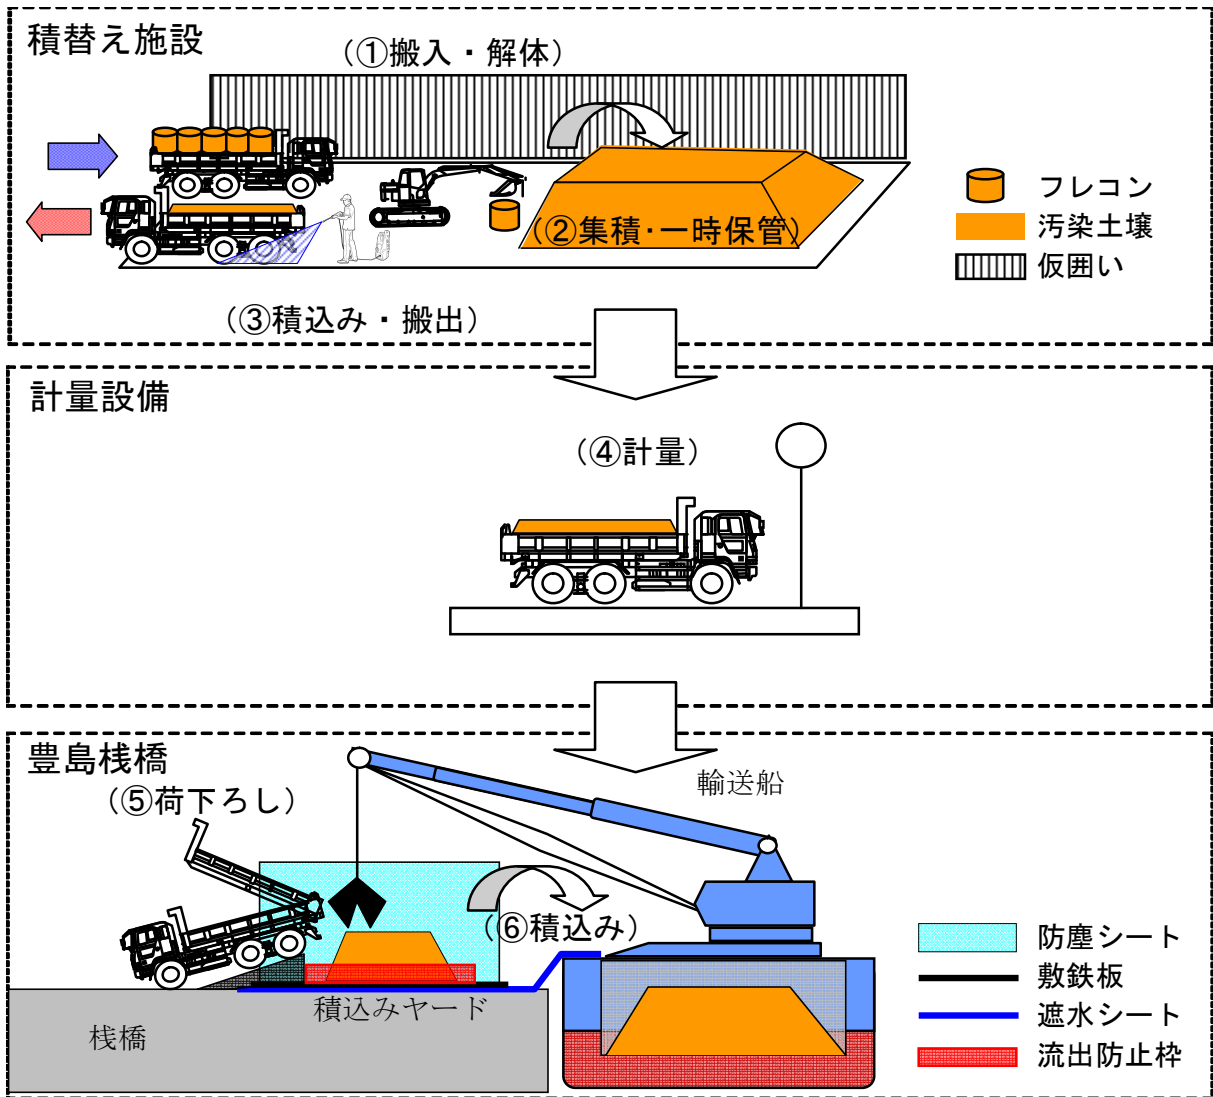 積替え施設
（①搬入・解体）
フレコン
（②集積・一時保管）
汚染土壌
仮囲い
（③積込み・搬出）
計量設備
（④計量）
豊島桟橋
輸送船
（⑤荷下ろし）
（⑥積込み）
防塵シート
敷鉄板
積込みヤード
遮水シート
桟橋
流出防止枠